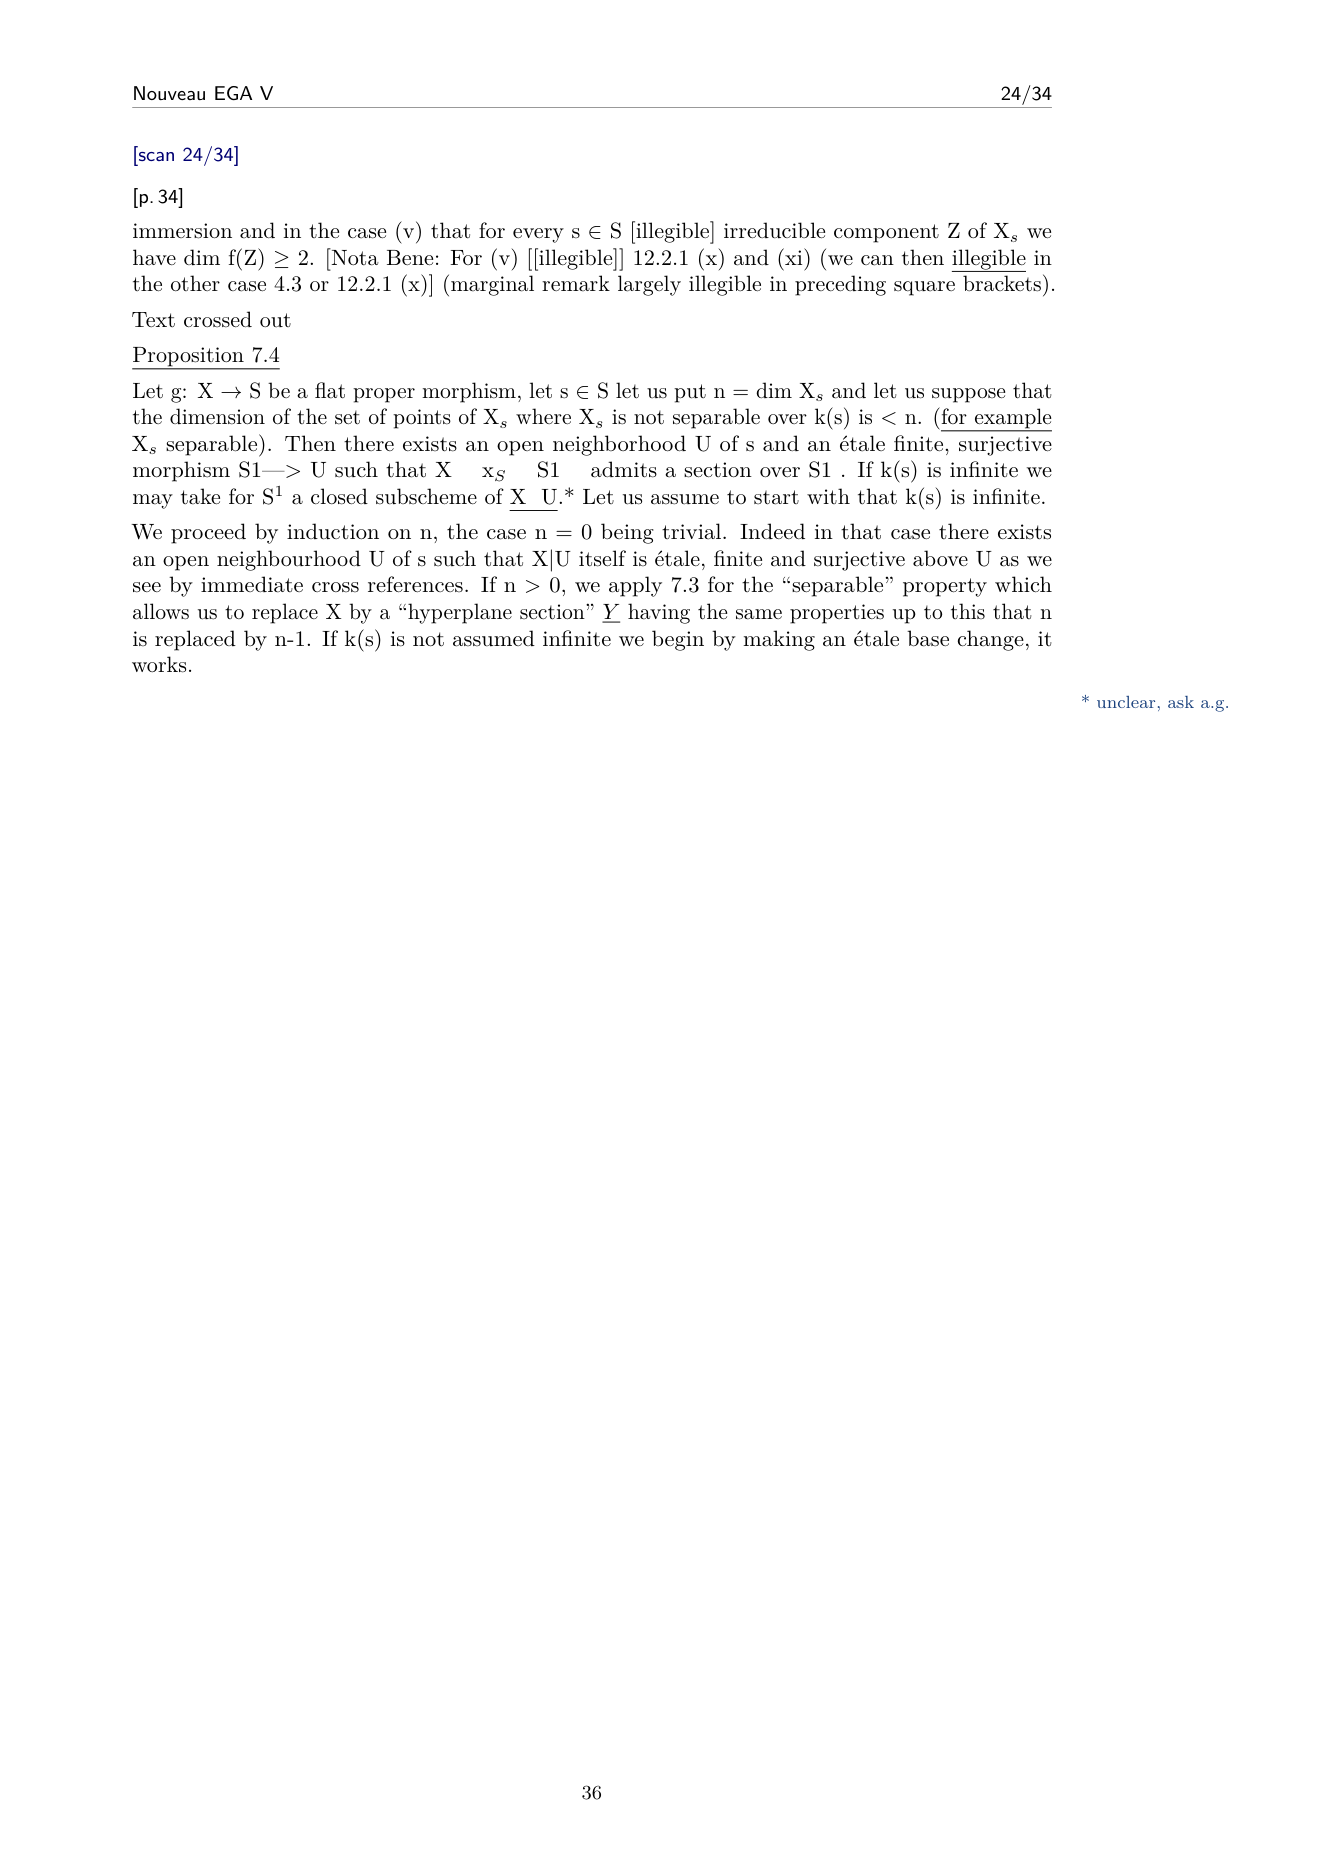 Nouveau EGA V 24/34
[scan 24/34]
[p. 34]
immersion and in the case (v) that for every s ∈ S [illegible] irreducible component Z of Xₛ we
have dim f(Z) ≥ 2. [Nota Bene: For (v) [[illegible]] 12.2.1 (x) and (xi) (we can then illegible in
the other case 4.3 or 12.2.1 (x)] (marginal remark largely illegible in preceding square brackets).
Text crossed out
Proposition 7.4
Let g: X → S be a flat proper morphism, let s ∈ S let us put n = dim Xₛ and let us suppose that
the dimension of the set of points of Xₛ where Xₛ is not separable over k(s) is < n. (for example
Xₛ separable). Then there exists an open neighborhood U of s and an étale finite, surjective
morphism S1—> U such that X x_S S1 admits a section over S1 . If k(s) is infinite we
may take for S¹ a closed subscheme of X U.* Let us assume to start with that k(s) is infinite.
We proceed by induction on n, the case n = 0 being trivial. Indeed in that case there exists
an open neighbourhood U of s such that X|U itself is étale, finite and surjective above U as we
see by immediate cross references. If n > 0, we apply 7.3 for the “separable” property which
allows us to replace X by a “hyperplane section” Y having the same properties up to this that n
is replaced by n-1. If k(s) is not assumed infinite we begin by making an étale base change, it
works.
* unclear, ask a.g.
36